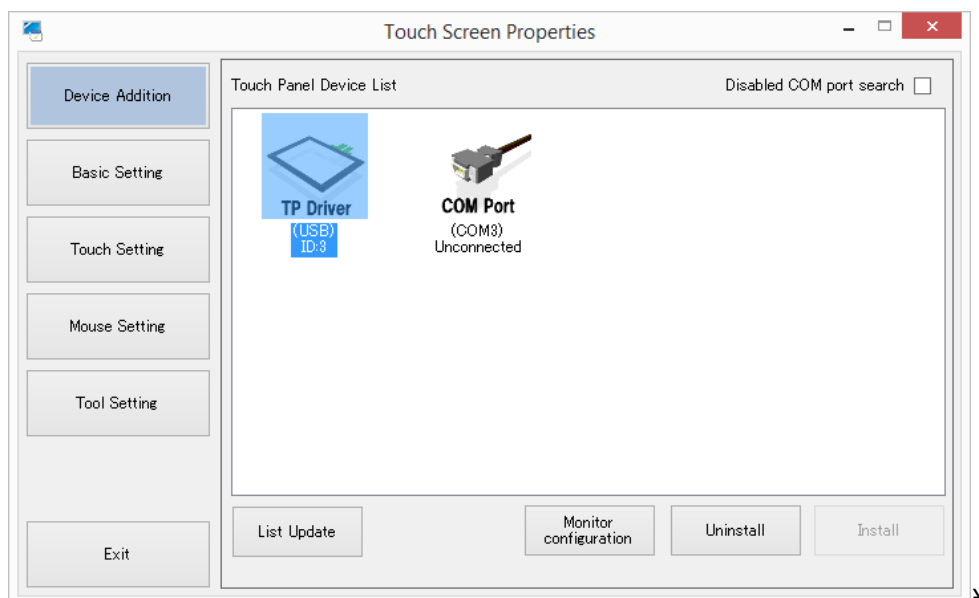 Touch Screen Properties
Device Addition
Basic Setting
Touch Setting
Mouse Setting
Tool Setting
Exit
Touch Panel Device List
Disabled COM port search
TP Driver
(USB)
ID:3
COM Port
(COM3)
Unconnected
List Update
Monitor
configuration
Uninstall
Install